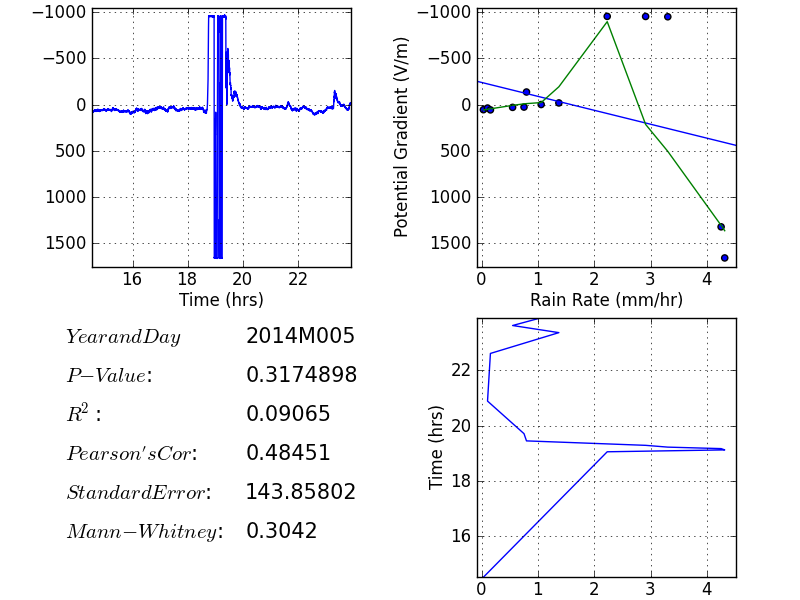 −1000
−500
0
500
1000
1500
16 18 20 22
Time (hrs)
−1000
−500
0
500
1000
1500
Potential Gradient (V/m)
0 1 2 3 4
Rain Rate (mm/hr)
YearandDay 2014M005
P−Value: 0.3174898
R²: 0.09065
Pearson'sCor: 0.48451
StandardError: 143.85802
Mann−Whitney: 0.3042
22
20
18
16
Time (hrs)
0 1 2 3 4